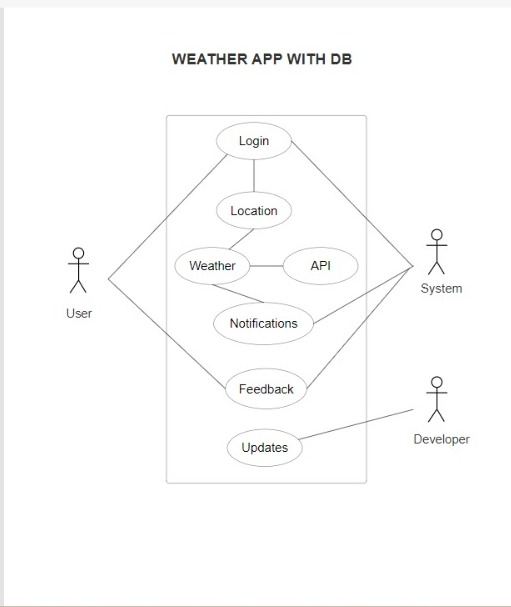 WEATHER APP WITH DB
Login
Location
Weather
API
User
System
Notifications
Feedback
Developer
Updates